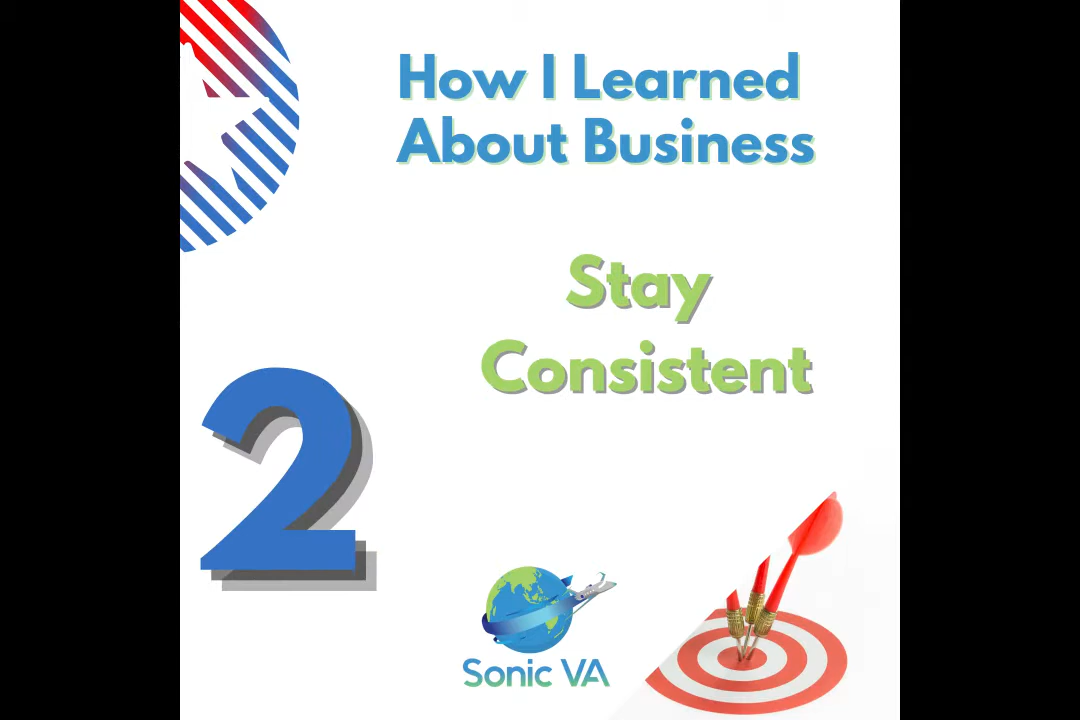 How I Learned
About Business
Stay
Consistent
2
Sonic VA